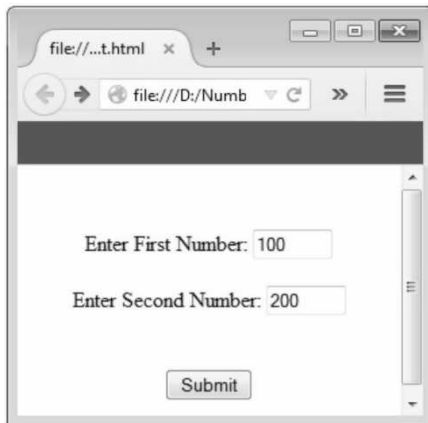 file://...t.html × +
file:///D:/Numb
Enter First Number: 100
Enter Second Number: 200
Submit